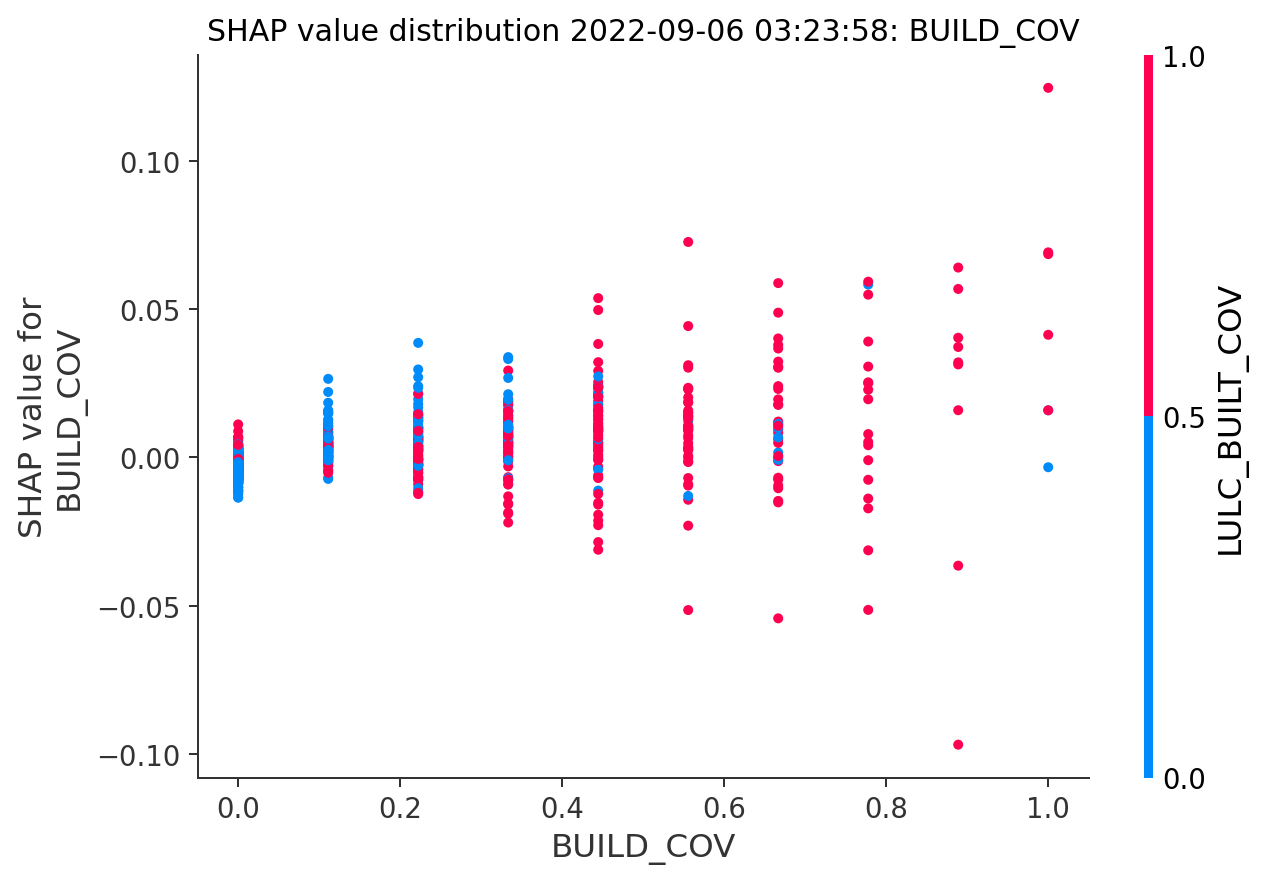 SHAP value distribution 2022-09-06 03:23:58: BUILD_COV
SHAP value for
BUILD_COV
0.10
0.05
0.00
−0.05
−0.10
0.0
0.2
0.4
0.6
0.8
1.0
BUILD_COV
1.0
0.5
0.0
LULC_BUILT_COV